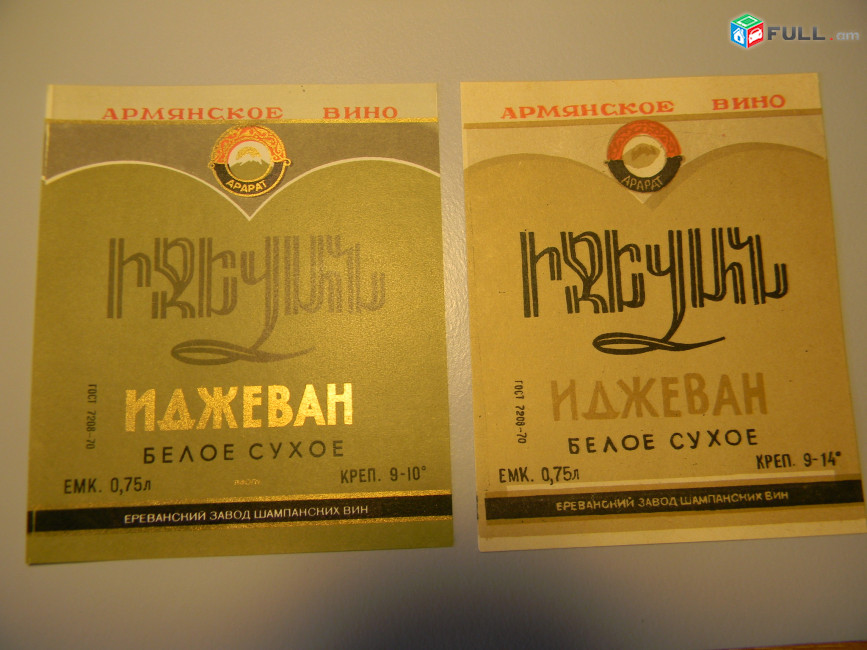 FULL.am
АРМЯНСКОЕ ВИНО
АРАРАТ
Իջևան
ИДЖЕВАН
БЕЛОЕ СУХОЕ
ГОСТ 7208-70
ЕМК. 0,75л
КРЕП. 9-10°
ЕРЕВАНСКИЙ ЗАВОД ШАМПАНСКИХ ВИН
АРМЯНСКОЕ ВИНО
АРАРАТ
Իջևան
ИДЖЕВАН
БЕЛОЕ СУХОЕ
ГОСТ 7208-70
ЕМК. 0,75л
КРЕП. 9-14°
ЕРЕВАНСКИЙ ЗАВОД ШАМПАНСКИХ ВИН